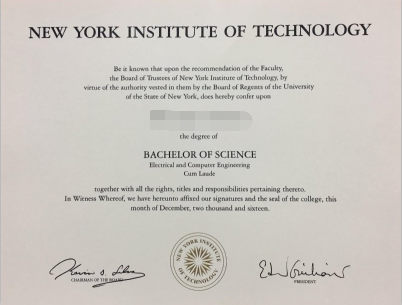 NEW YORK INSTITUTE OF TECHNOLOGY
Be it known that upon the recommendation of the Faculty,
the Board of Trustees of New York Institute of Technology, by
virtue of the authority vested in them by the Board of Regents of the University
of the State of New York, does hereby confer upon
the degree of
BACHELOR OF SCIENCE
Electrical and Computer Engineering
Cum Laude
together with all the rights, titles and responsibilities pertaining thereto.
In Witness Whereof, we have hereunto affixed our signatures and the seal of the college, this
month of December, two thousand and sixteen.
CHAIRMAN OF THE BOARD
NEW YORK INSTITUTE OF TECHNOLOGY
PRESIDENT